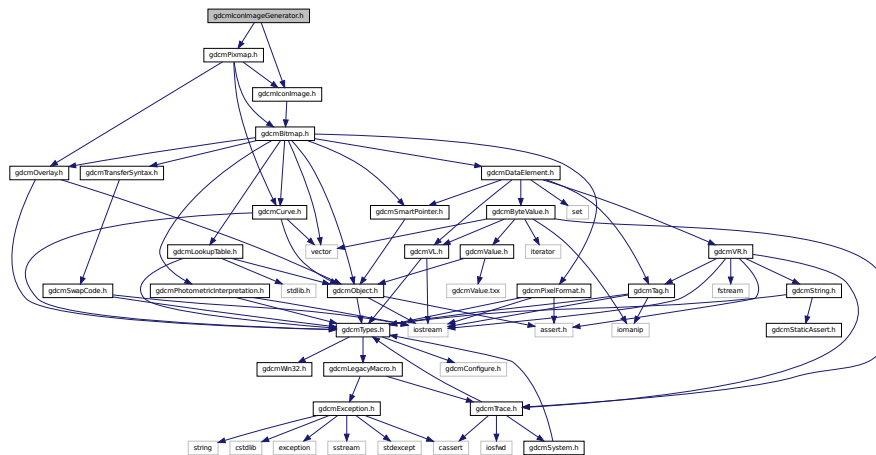 gdcmIconImageGenerator.h
gdcmPixmap.h
gdcmIconImage.h
gdcmBitmap.h
gdcmOverlay.h
gdcmTransferSyntax.h
gdcmDataElement.h
gdcmCurve.h
gdcmSmartPointer.h
gdcmByteValue.h
set
gdcmLookupTable.h
vector
gdcmVL.h
gdcmValue.h
iterator
gdcmVR.h
gdcmSwapCode.h
gdcmPhotometricInterpretation.h
stdlib.h
gdcmObject.h
gdcmValue.txx
gdcmPixelFormat.h
gdcmTag.h
fstream
gdcmString.h
gdcmTypes.h
iostream
assert.h
iomanip
gdcmStaticAssert.h
gdcmWin32.h
gdcmLegacyMacro.h
gdcmConfigure.h
gdcmException.h
gdcmTrace.h
string
cstdlib
exception
sstream
stdexcept
cassert
iosfwd
gdcmSystem.h